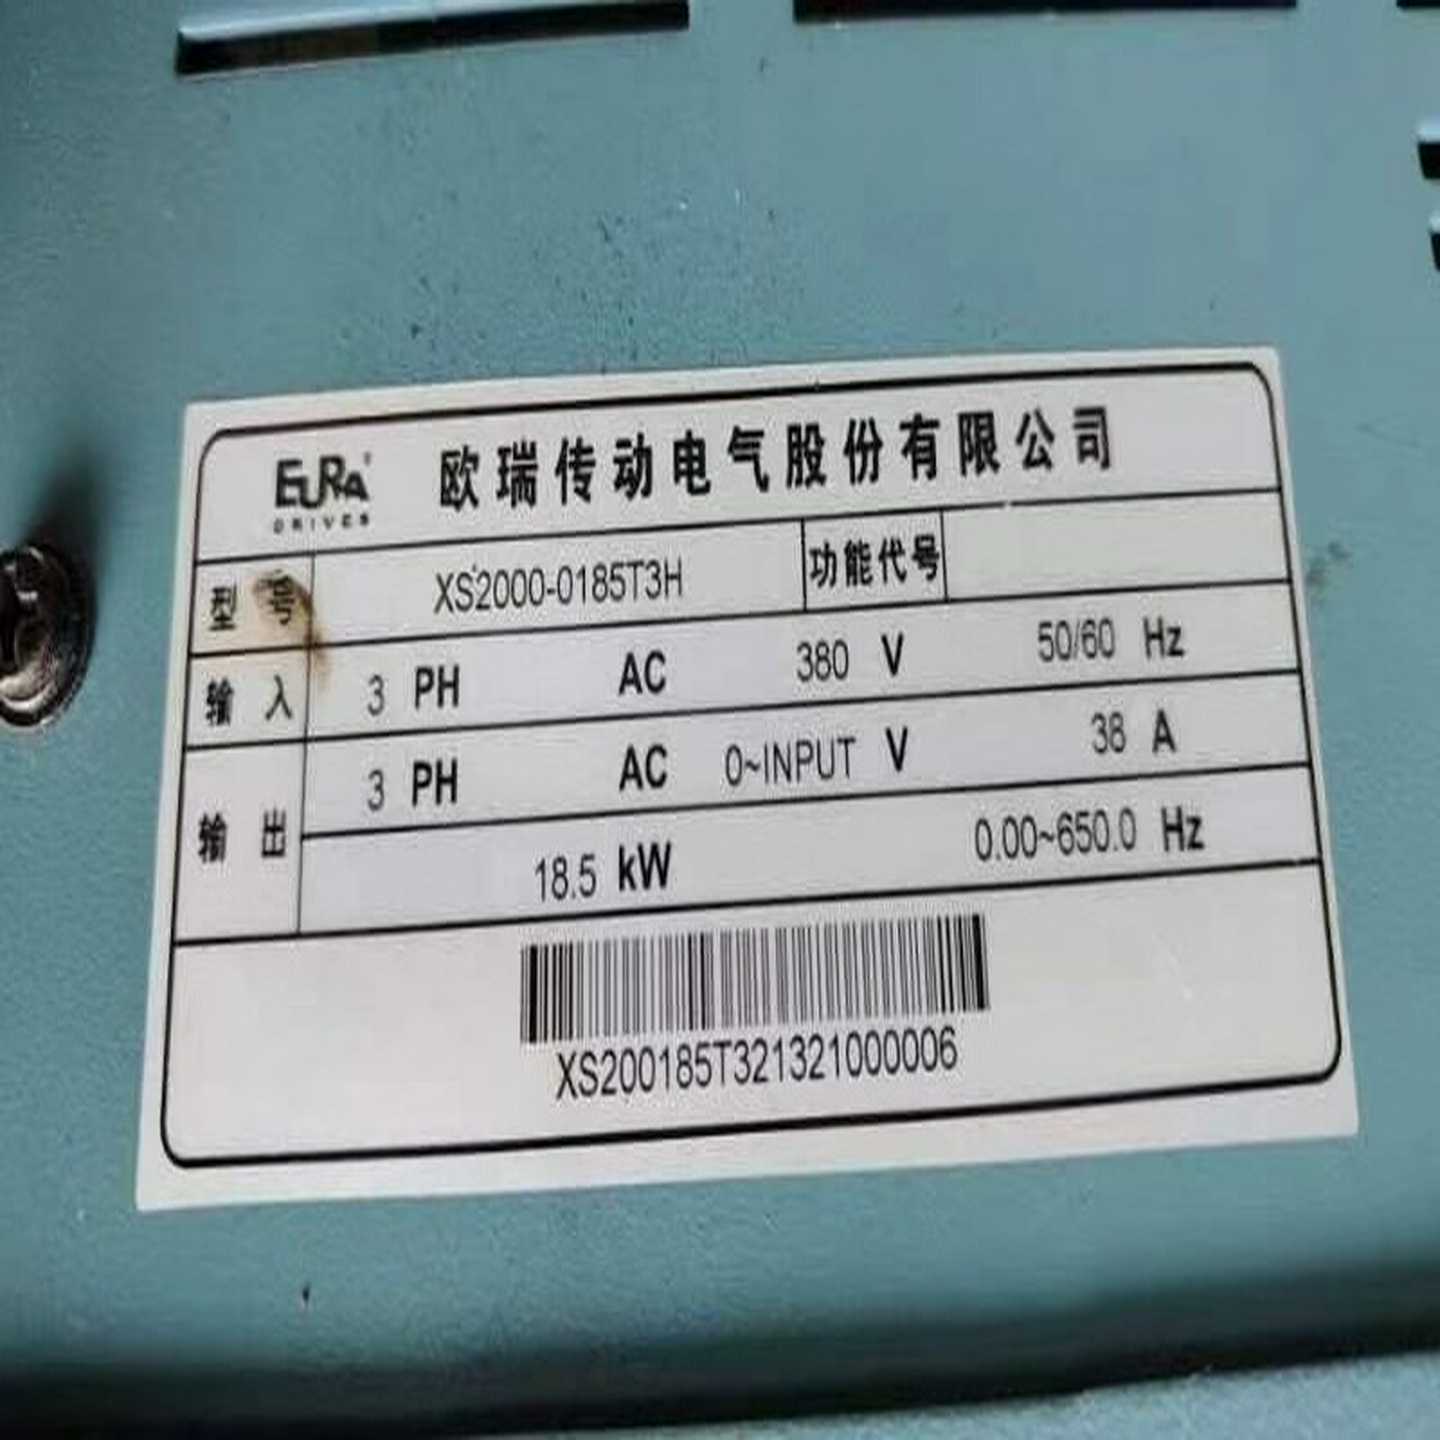 EURA DRIVES 欧瑞传动电气股份有限公司
型号 XS2000-0185T3H 功能代号
输入 3 PH AC 380 V 50/60 Hz
输出 3 PH AC 0~INPUT V 38 A
18.5 kW 0.00~650.0 Hz
XS200185T321321000006